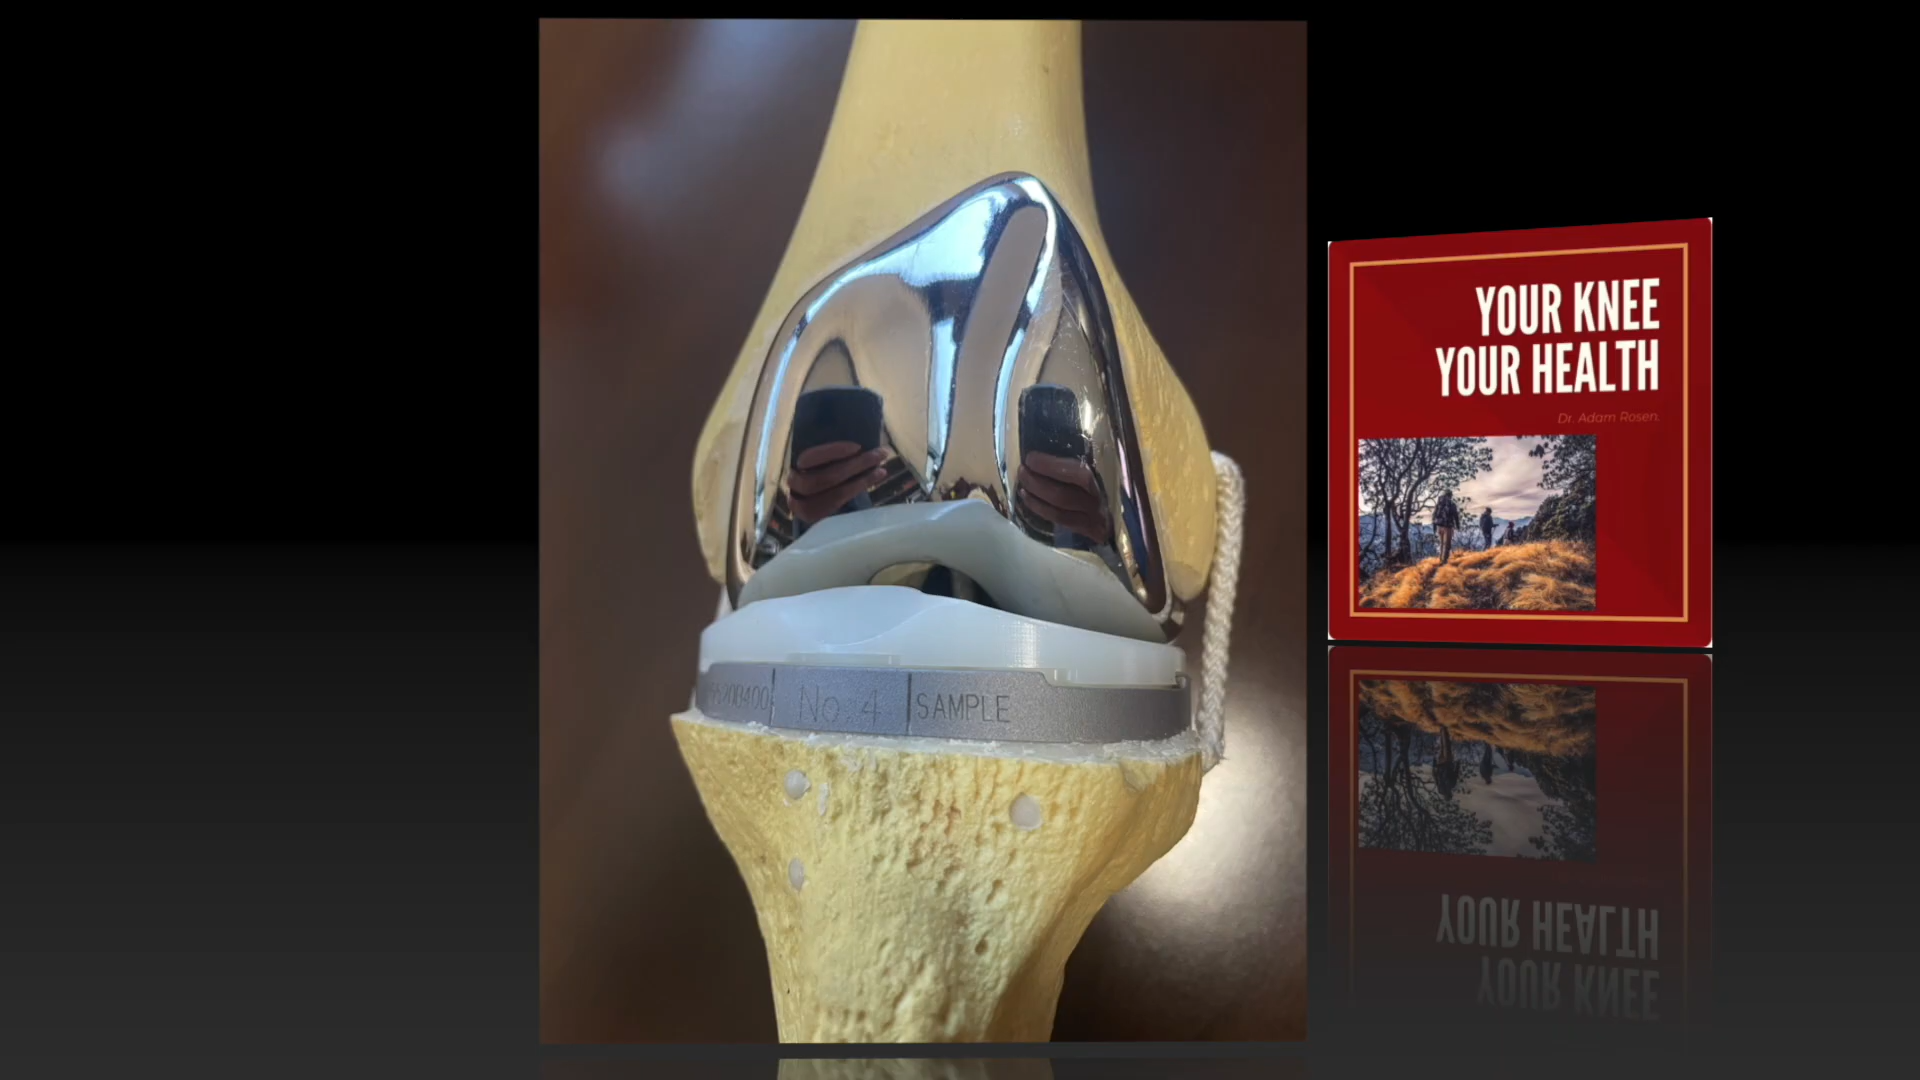 YOUR KNEE
YOUR HEALTH
Dr. Adam Rosen.
No. 4
SAMPLE